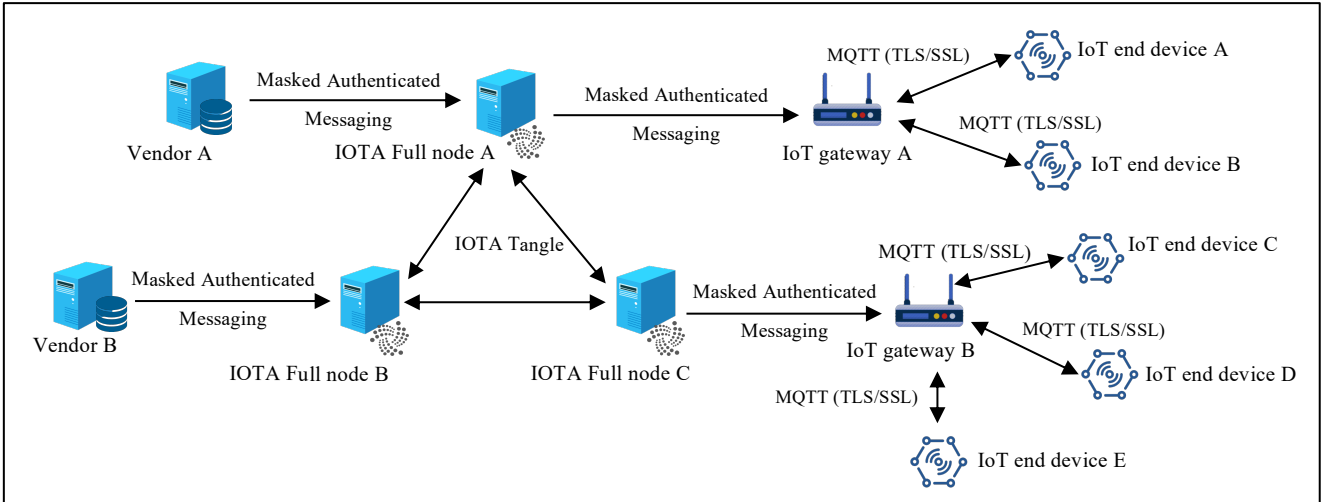 MQTT (TLS/SSL)
IoT end device A
Masked Authenticated
Messaging
Masked Authenticated
Messaging
MQTT (TLS/SSL)
Vendor A
IOTA Full node A
IoT gateway A
IoT end device B
IOTA Tangle
MQTT (TLS/SSL)
IoT end device C
Masked Authenticated
Messaging
Masked Authenticated
Messaging
MQTT (TLS/SSL)
Vendor B
IoT gateway B
IOTA Full node B
IOTA Full node C
IoT end device D
MQTT (TLS/SSL)
IoT end device E